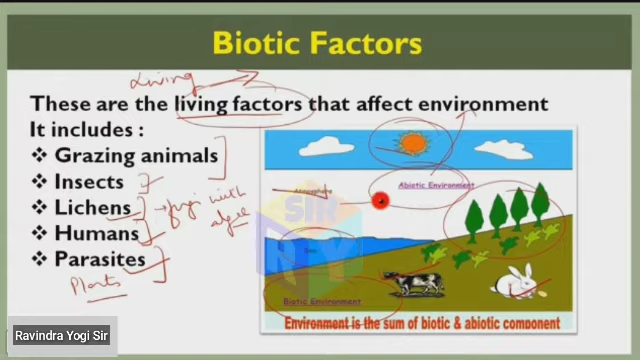 Biotic Factors
Living
These are the living factors that affect environment
It includes :
❖ Grazing animals
❖ Insects
❖ Lichens → fungi with algae
❖ Humans
❖ Parasites
Plants
Atmosphere
Abiotic Environment
SIR
NY
Biotic Environment
Environment is the sum of biotic & abiotic component
Ravindra Yogi Sir